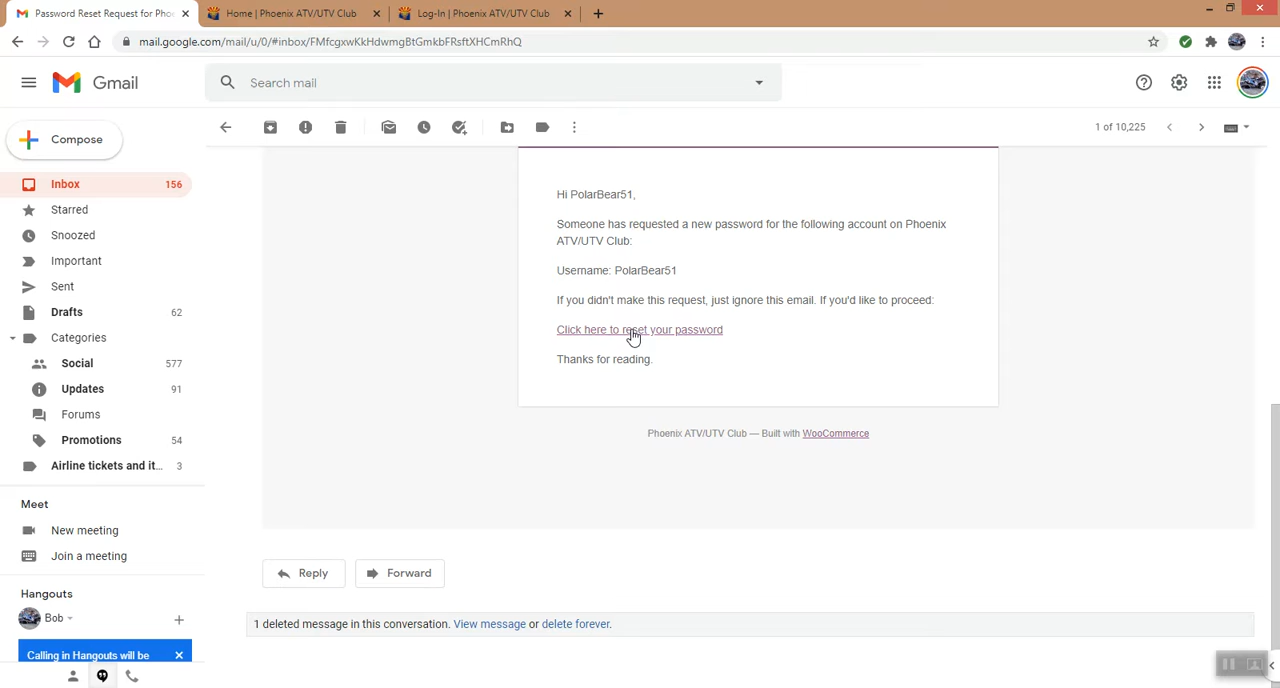 Password Reset Request for Pho
Home | Phoenix ATV/UTV Club
Log-In | Phoenix ATV/UTV Club
mail.google.com/mail/u/0/#inbox/FMfcgxwKkHdwmgBtGmkbFRsftXHCmRhQ
Gmail
Search mail
Compose
1 of 10,225
Inbox 156
Starred
Snoozed
Important
Sent
Drafts 62
Categories
Social 577
Updates 91
Forums
Promotions 54
Airline tickets and it... 3
Meet
New meeting
Join a meeting
Hangouts
Bob
Calling in Hangouts will be
Hi PolarBear51,
Someone has requested a new password for the following account on Phoenix
ATV/UTV Club:
Username: PolarBear51
If you didn't make this request, just ignore this email. If you'd like to proceed:
Click here to reset your password
Thanks for reading.
Phoenix ATV/UTV Club — Built with WooCommerce
Reply
Forward
1 deleted message in this conversation. View message or delete forever.